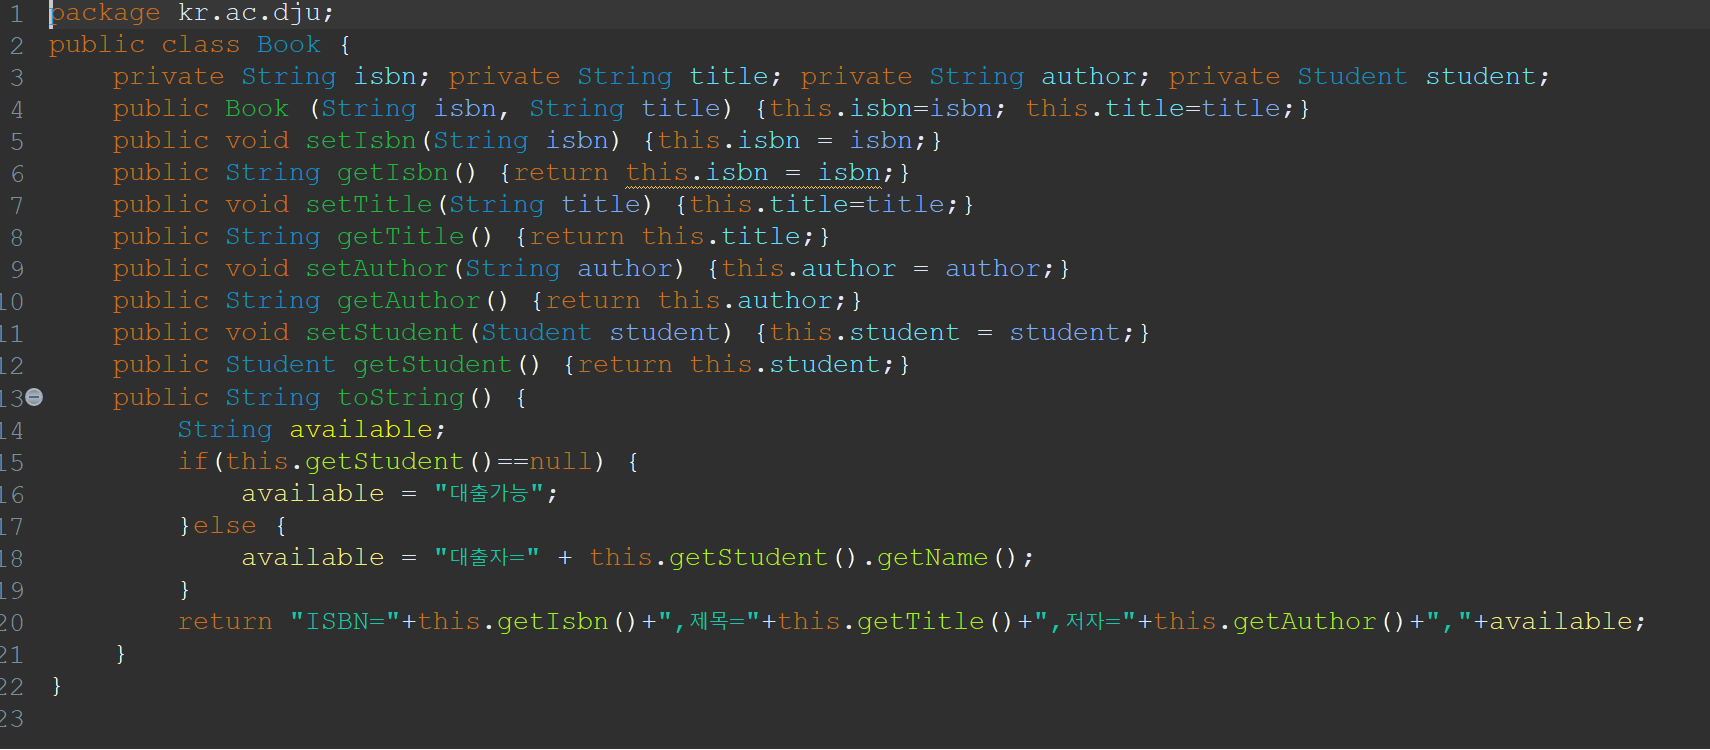 1 package kr.ac.dju;
2 public class Book {
3 private String isbn; private String title; private String author; private Student student;
4 public Book (String isbn, String title) {this.isbn=isbn; this.title=title;}
5 public void setIsbn(String isbn) {this.isbn = isbn;}
6 public String getIsbn() {return this.isbn = isbn;}
7 public void setTitle(String title) {this.title=title;}
8 public String getTitle() {return this.title;}
9 public void setAuthor(String author) {this.author = author;}
10 public String getAuthor() {return this.author;}
11 public void setStudent(Student student) {this.student = student;}
12 public Student getStudent() {return this.student;}
13 public String toString() {
14 String available;
15 if(this.getStudent()==null) {
16 available = "대출가능";
17 }else {
18 available = "대출자=" + this.getStudent().getName();
19 }
20 return "ISBN="+this.getIsbn()+",제목="+this.getTitle()+",저자="+this.getAuthor()+","+available;
21 }
22 }
23